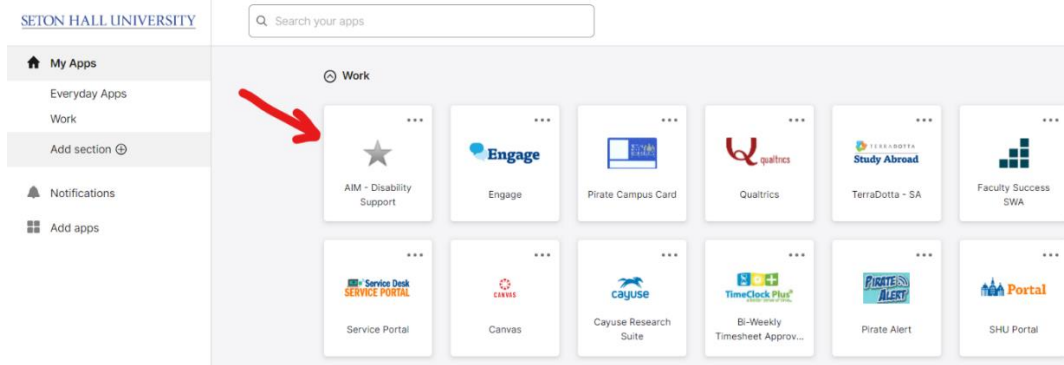 SETON HALL UNIVERSITY
Search your apps
My Apps
Everyday Apps
Work
Add section
Notifications
Add apps
Work
Engage
qualtrics
TERRADOTTA
Study Abroad
AIM - Disability
Support
Engage
Pirate Campus Card
Qualtrics
TerraDotta - SA
Faculty Success
SWA
Service Desk
SERVICE PORTAL
CANVAS
cayuse
TimeClock Plus
PIRATE
ALERT
Portal
Service Portal
Canvas
Cayuse Research
Suite
Bi-Weekly
Timesheet Approv...
Pirate Alert
SHU Portal